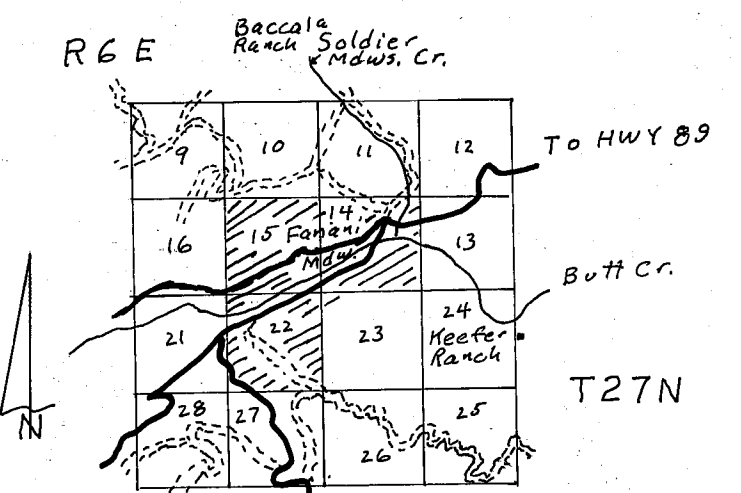 Baccala
Ranch Soldier
Mdws. Cr.
R 6 E
9
10
11
12
To HWY 89
16
15
14
13
Fanani
Mdw.
Butt Cr.
21
22
23
24
Keefer
Ranch
T27N
28
27
26
25
N